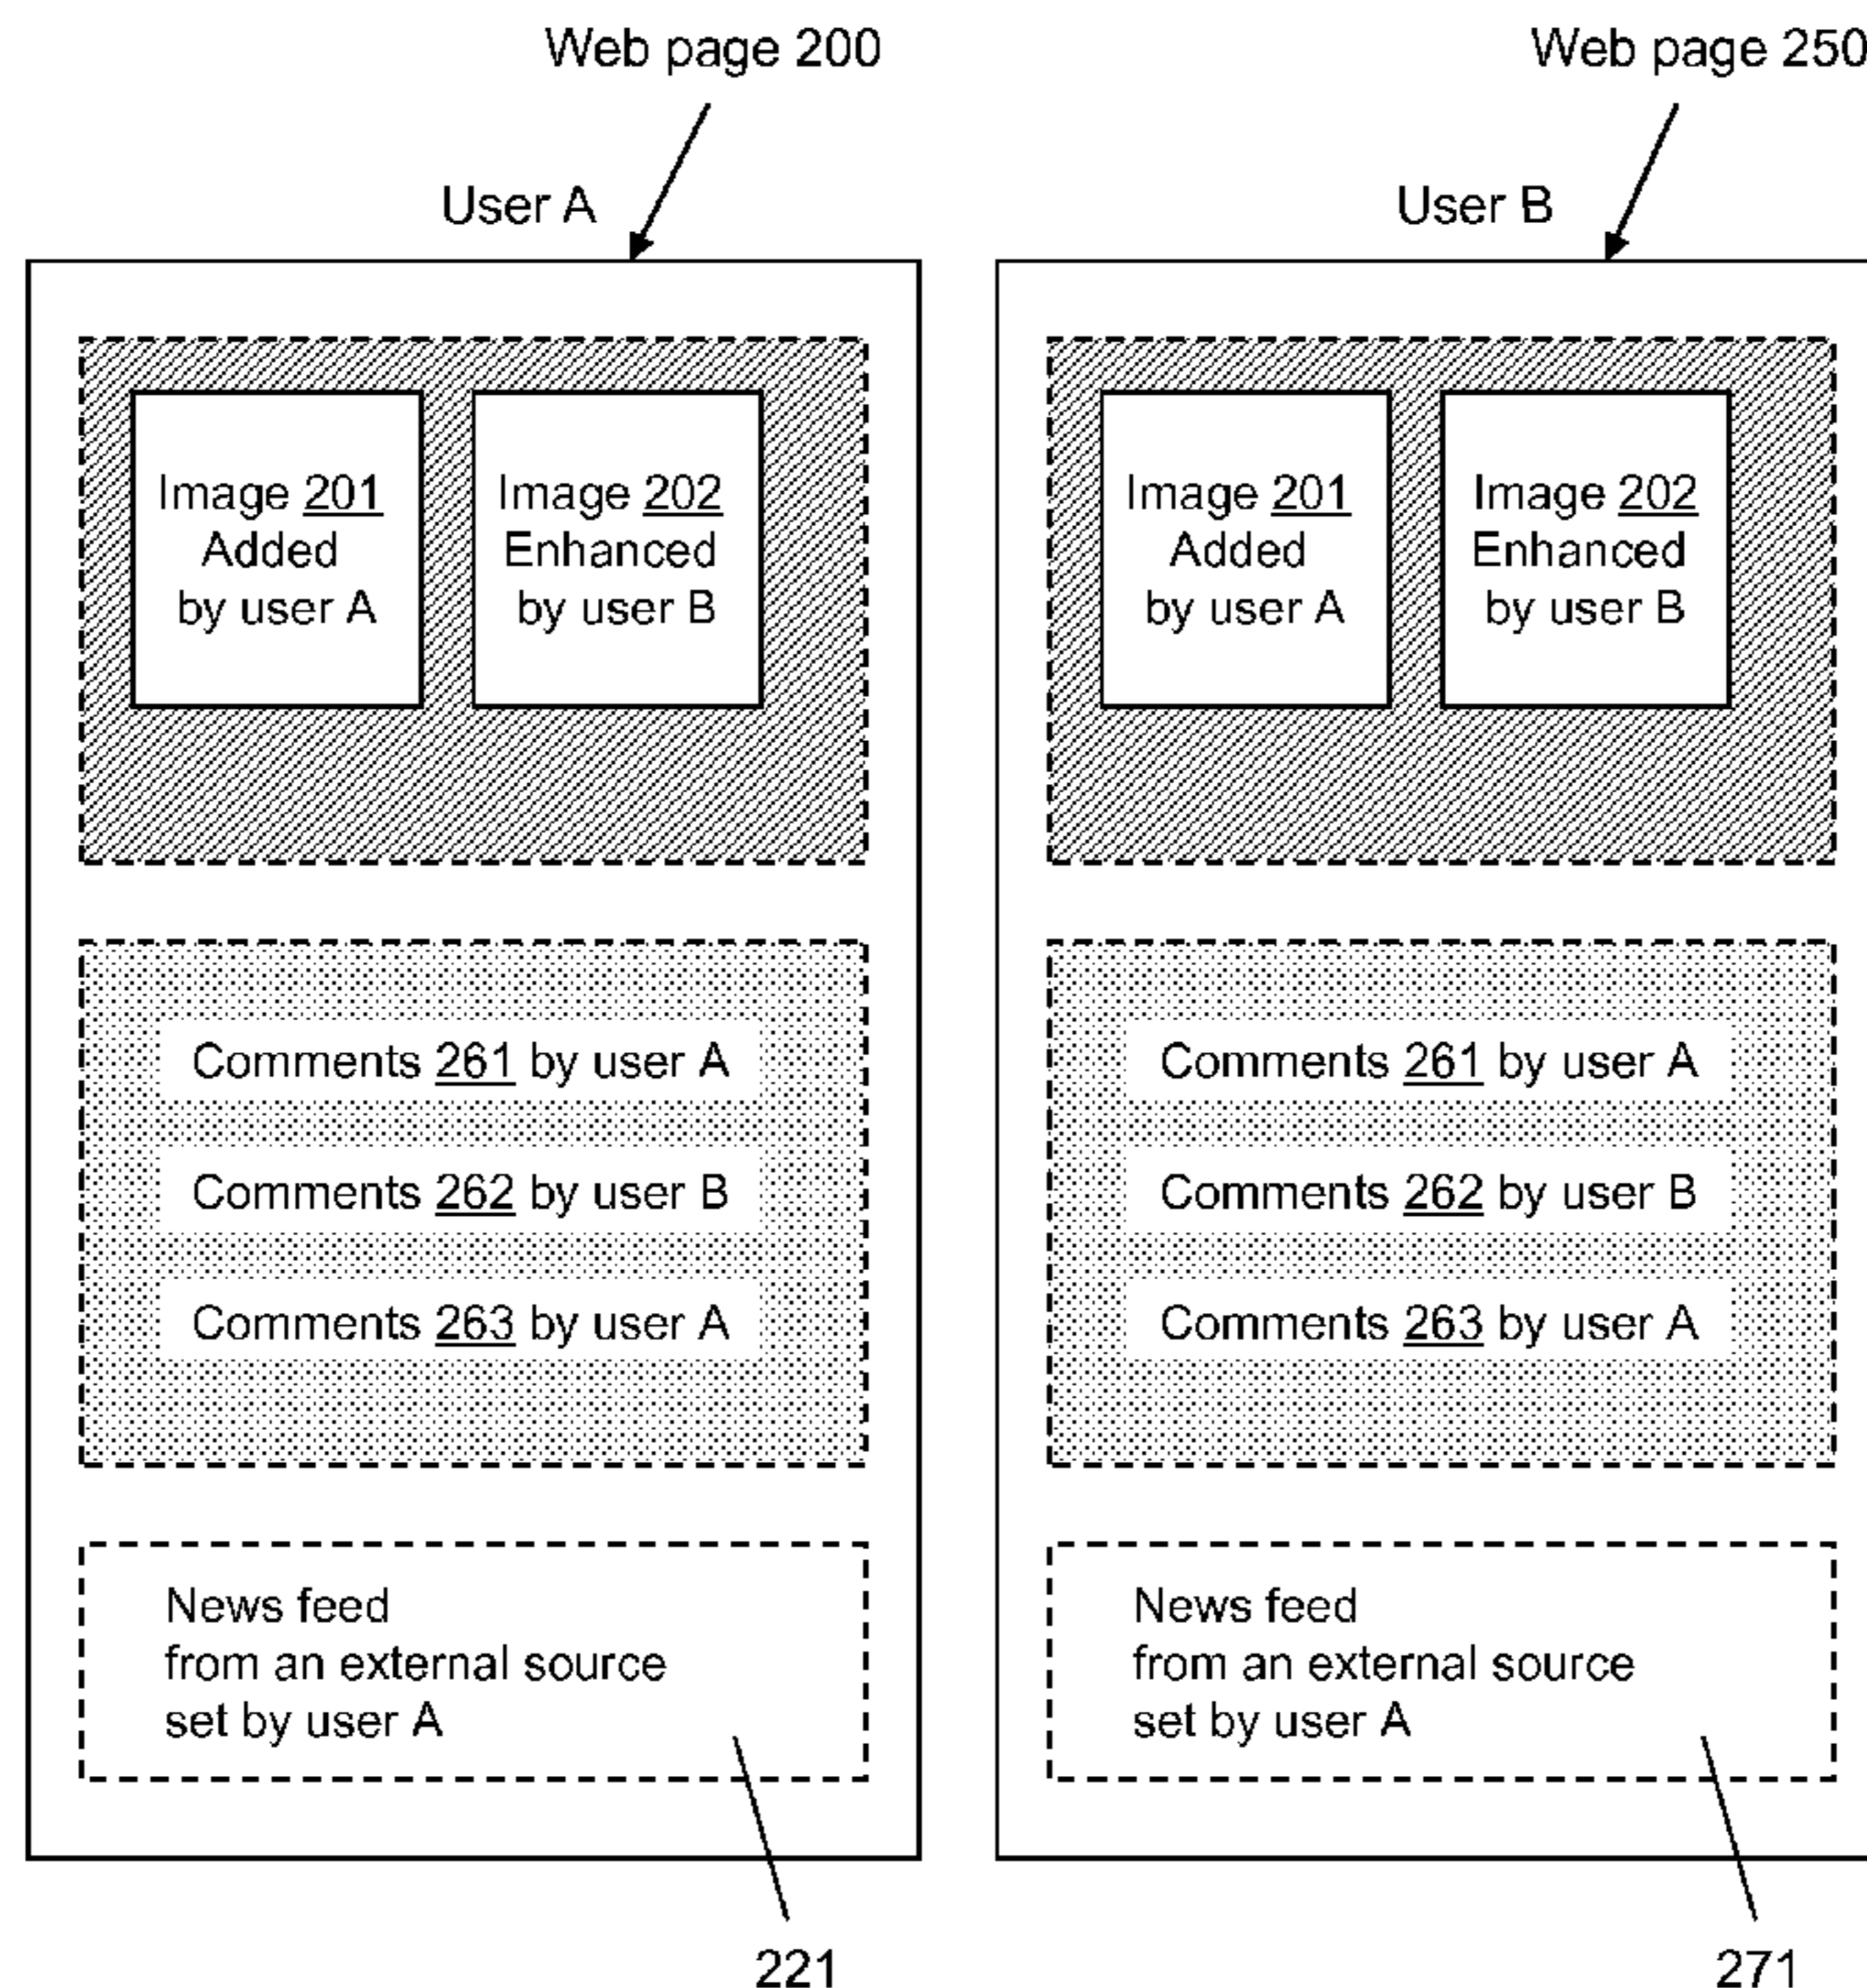 Web page 200
User A
Image 201
Added
by user A
Image 202
Enhanced
by user B
Comments 261 by user A
Comments 262 by user B
Comments 263 by user A
News feed
from an external source
set by user A
221
Web page 250
User B
Image 201
Added
by user A
Image 202
Enhanced
by user B
Comments 261 by user A
Comments 262 by user B
Comments 263 by user A
News feed
from an external source
set by user A
271